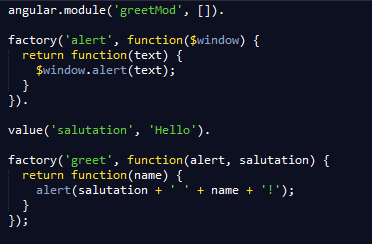 angular.module('greetMod', []).
factory('alert', function($window) {
return function(text) {
$window.alert(text);
}
}).
value('salutation', 'Hello').
factory('greet', function(alert, salutation) {
return function(name) {
alert(salutation + ' ' + name + '!');
}
});